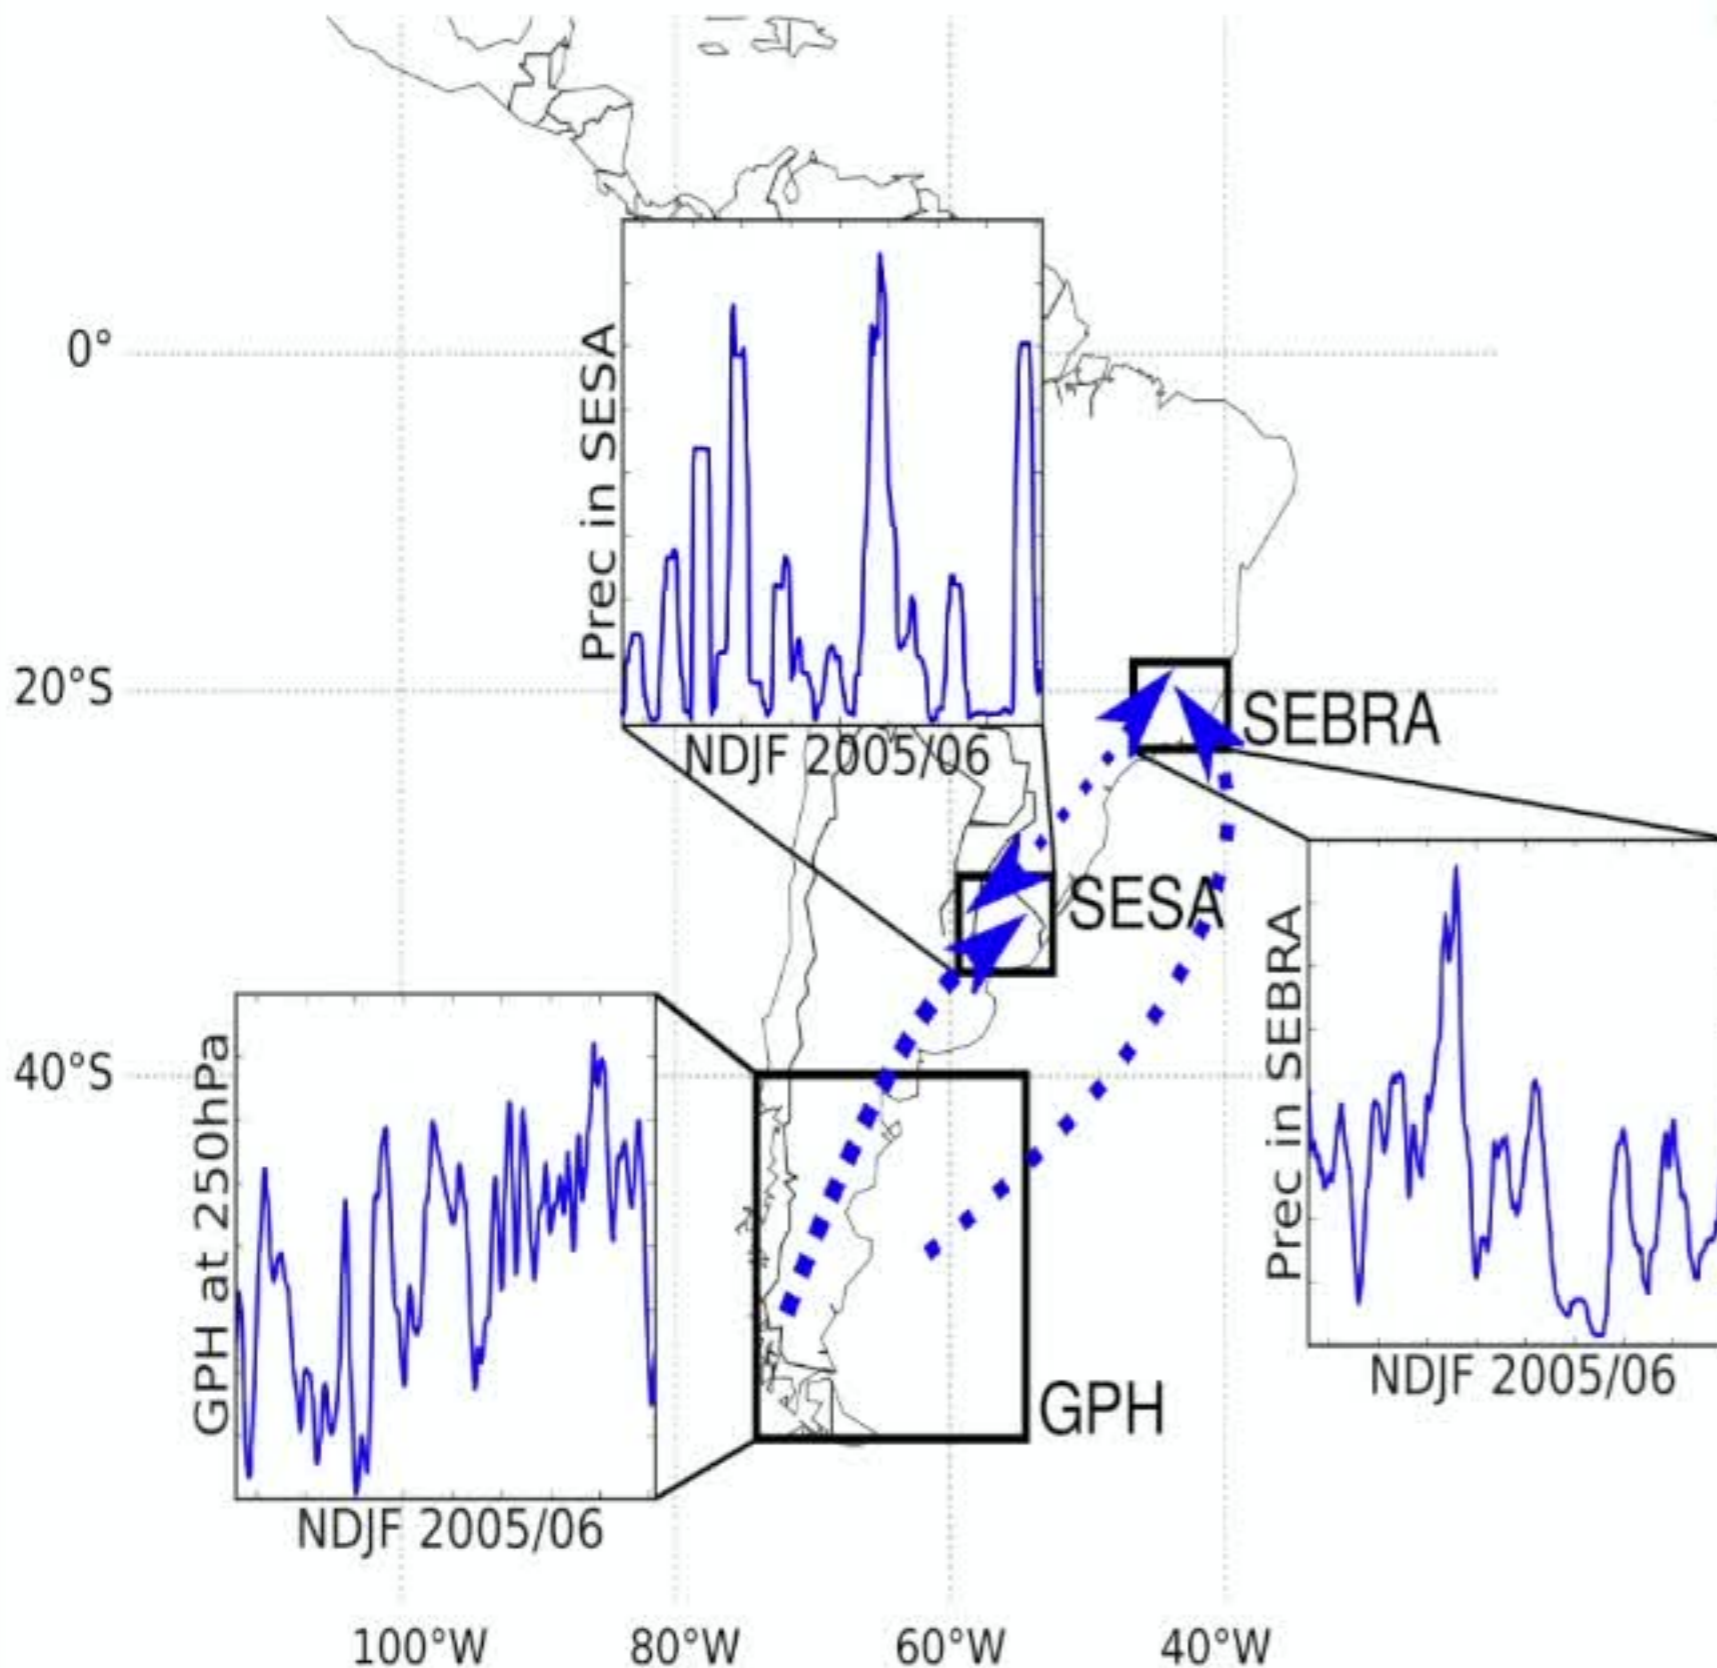 0°
Prec in SESA
20°S
SEBRA
NDJF 2005/06
SESA
Prec in SEBRA
40°S
GPH at 250hPa
NDJF 2005/06
GPH
NDJF 2005/06
100°W 80°W 60°W 40°W